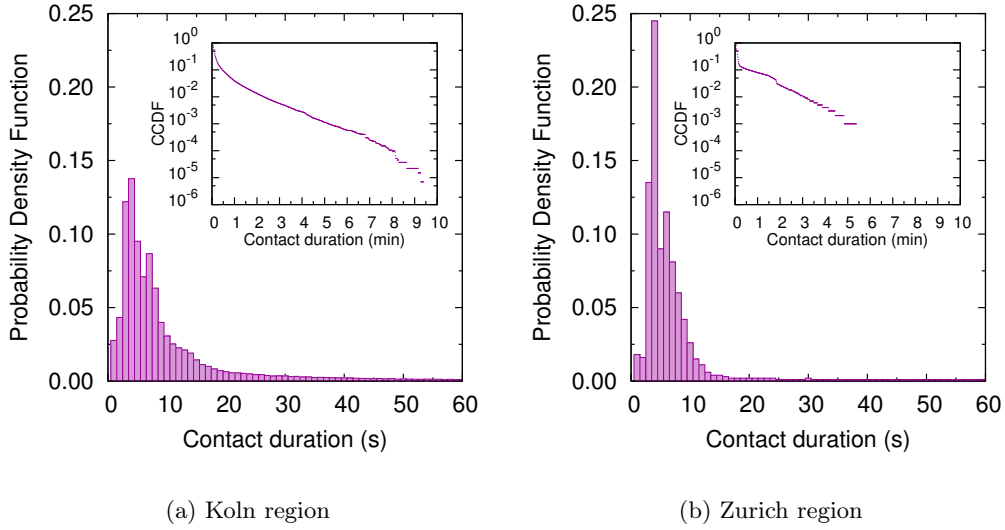 0.25
0.20
0.15
0.10
0.05
0.00
Probability Density Function
0 10 20 30 40 50 60
Contact duration (s)
10^0
10^-1
10^-2
10^-3
10^-4
10^-5
10^-6
CCDF
0 1 2 3 4 5 6 7 8 9 10
Contact duration (min)
(a) Koln region
0.25
0.20
0.15
0.10
0.05
0.00
Probability Density Function
0 10 20 30 40 50 60
Contact duration (s)
10^0
10^-1
10^-2
10^-3
10^-4
10^-5
10^-6
CCDF
0 1 2 3 4 5 6 7 8 9 10
Contact duration (min)
(b) Zurich region